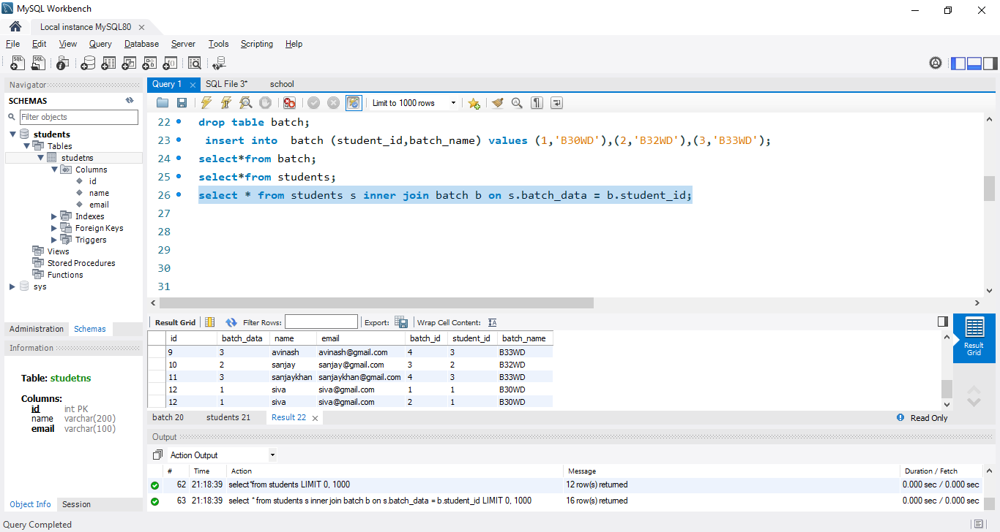 MySQL Workbench
Local instance MySQL80
File Edit View Query Database Server Tools Scripting Help
Navigator
SCHEMAS
Filter objects
students
Tables
studetns
Columns
id
name
email
Indexes
Foreign Keys
Triggers
Views
Stored Procedures
Functions
sys
Administration Schemas
Information
Table: studetns
Columns:
id int PK
name varchar(200)
email varchar(100)
Object Info Session
Query 1 SQL File 3* school
Limit to 1000 rows
22 drop table batch;
23 insert into batch (student_id,batch_name) values (1,'B30WD'),(2,'B32WD'),(3,'B33WD');
24 select*from batch;
25 select*from students;
26 select * from students s inner join batch b on s.batch_data = b.student_id;
27
28
29
30
31
Result Grid Filter Rows: Export: Wrap Cell Content:
id batch_data name email batch_id student_id batch_name
9 3 avinash avinash@gmail.com 4 3 B33WD
10 2 sanjay sanjay@gmail.com 3 2 B32WD
11 3 sanjaykhan sanjaykhan@gmail.com 4 3 B33WD
12 1 siva siva@gmail.com 1 1 B30WD
12 1 siva siva@gmail.com 2 1 B30WD
Result
Grid
batch 20 students 21 Result 22 Read Only
Output
Action Output
# Time Action Message Duration / Fetch
62 21:18:39 select*from students LIMIT 0, 1000 12 row(s) returned 0.000 sec / 0.000 sec
63 21:18:39 select * from students s inner join batch b on s.batch_data = b.student_id LIMIT 0, 1000 16 row(s) returned 0.000 sec / 0.000 sec
Query Completed